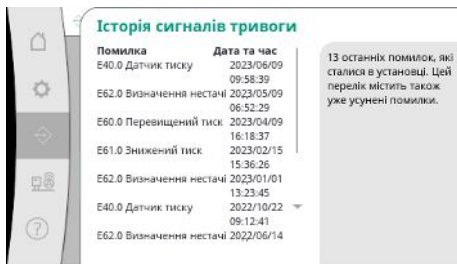 Історія сигналів тривоги
Помилка Дата та час
E40.0 Датчик тиску 2023/06/09
09:58:39
E62.0 Визначення нестачі 2023/05/09
06:52:29
E60.0 Перевищений тиск 2023/04/09
16:18:37
E61.0 Знижений тиск 2023/02/15
15:36:26
E62.0 Визначення нестачі 2023/01/01
13:23:45
E40.0 Датчик тиску 2022/10/22
09:12:41
E62.0 Визначення нестачі 2022/06/14
13 останніх помилок, які
сталися в установці. Цей
перелік містить також
уже усунені помилки.